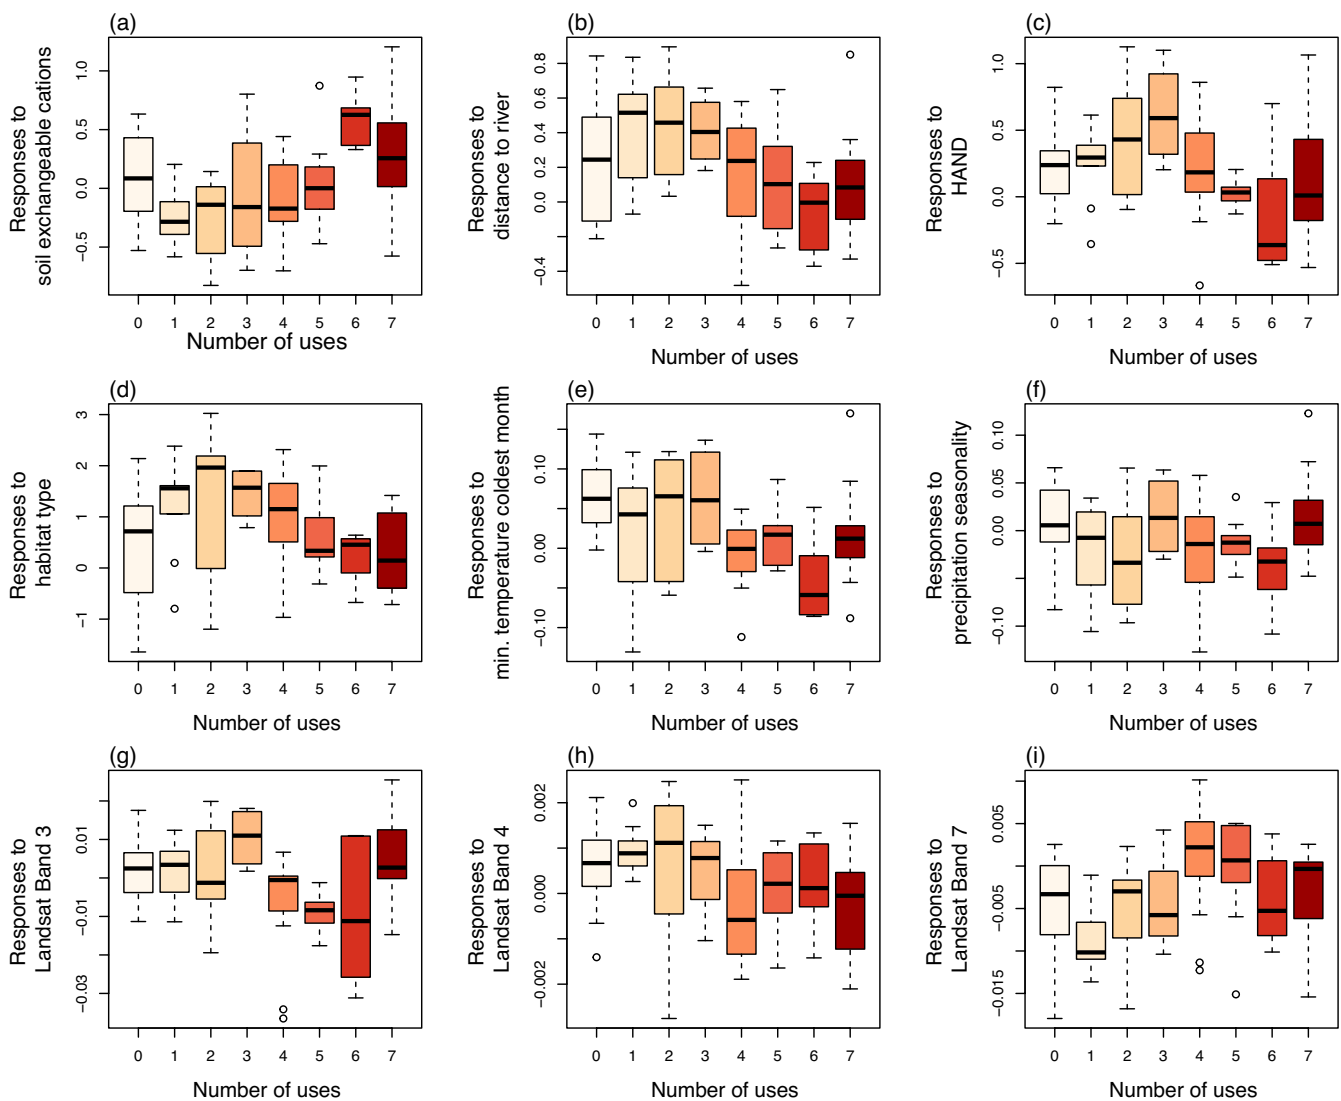 (a)
Responses to
soil exchangeable cations
1.0
0.5
0.0
−0.5
0 1 2 3 4 5 6 7
Number of uses
(b)
Responses to
distance to river
0.8
0.6
0.4
0.2
0.0
−0.4
0 1 2 3 4 5 6 7
Number of uses
(c)
Responses to
HAND
1.0
0.5
0.0
−0.5
0 1 2 3 4 5 6 7
Number of uses
(d)
Responses to
habitat type
3
2
1
0
−1
0 1 2 3 4 5 6 7
Number of uses
(e)
Responses to
min. temperature coldest month
0.10
0.00
−0.10
0 1 2 3 4 5 6 7
Number of uses
(f)
Responses to
precipitation seasonality
0.10
0.05
0.00
−0.10
0 1 2 3 4 5 6 7
Number of uses
(g)
Responses to
Landsat Band 3
0.01
−0.01
−0.03
0 1 2 3 4 5 6 7
Number of uses
(h)
Responses to
Landsat Band 4
0.002
0.000
−0.002
0 1 2 3 4 5 6 7
Number of uses
(i)
Responses to
Landsat Band 7
0.005
−0.005
−0.015
0 1 2 3 4 5 6 7
Number of uses